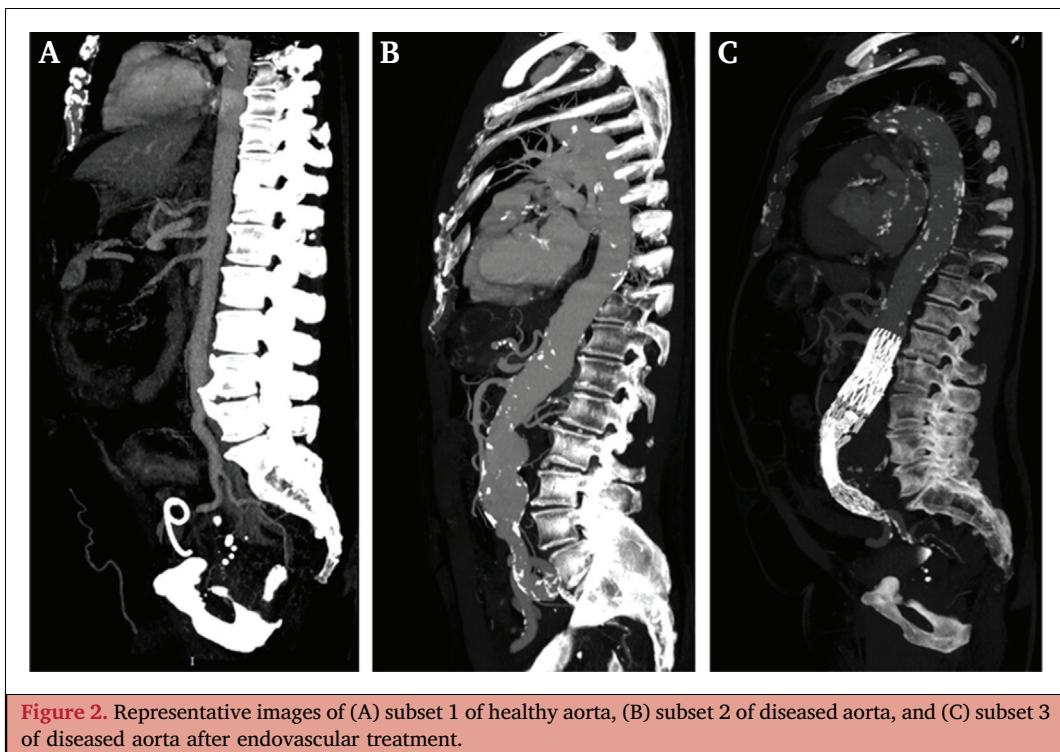 A
B
C
S
I
Figure 2. Representative images of (A) subset 1 of healthy aorta, (B) subset 2 of diseased aorta, and (C) subset 3
of diseased aorta after endovascular treatment.